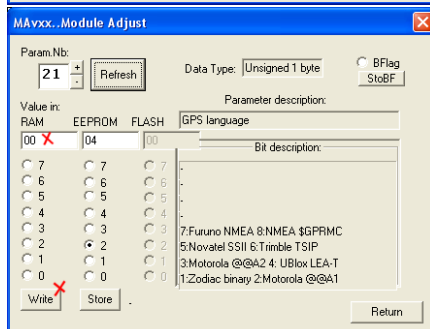 MAvxx..Module Adjust
Param.Nb:
21 + - Refresh
Data Type: Unsigned 1 byte
BFlag
StoBF
Value in:
RAM EEPROM FLASH
00 04 00
Parameter description:
GPS language
Bit description:
7 7 7 -
6 6 6 -
5 5 5 -
4 4 4 -
3 3 3 7:Furuno NMEA 8:NMEA $GPRMC
2 2 2 5:Novatel SSII 6:Trimble TSIP
1 1 1 3:Motorola @@A2 4: UBlox LEA-T
0 0 0 1:Zodiac binary 2:Motorola @@A1
Write Store -
Return